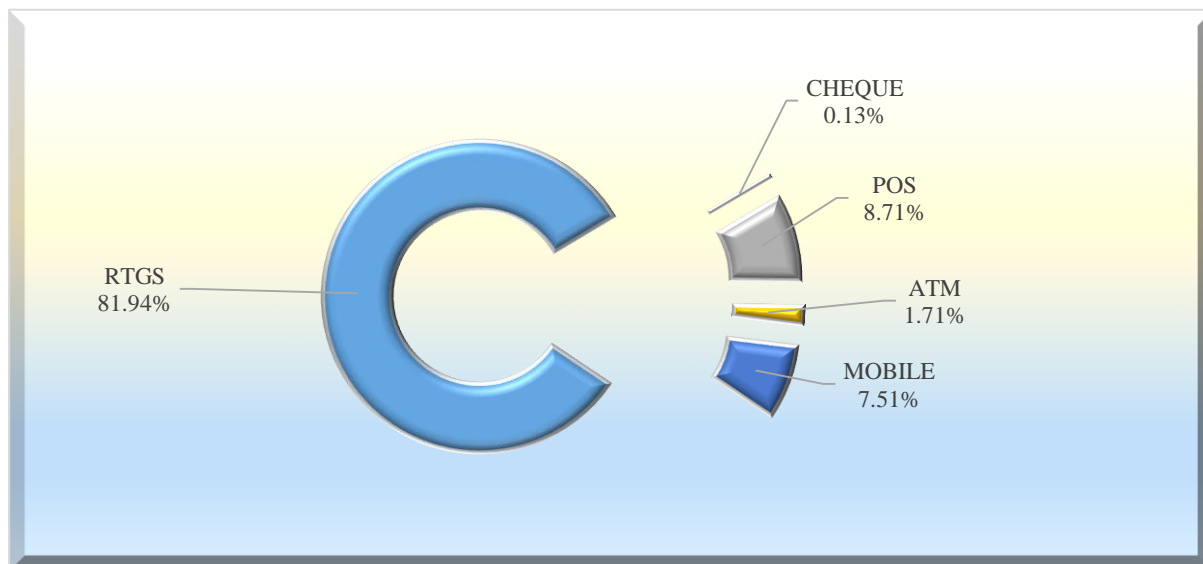 CHEQUE
0.13%
POS
8.71%
RTGS
81.94%
ATM
1.71%
MOBILE
7.51%